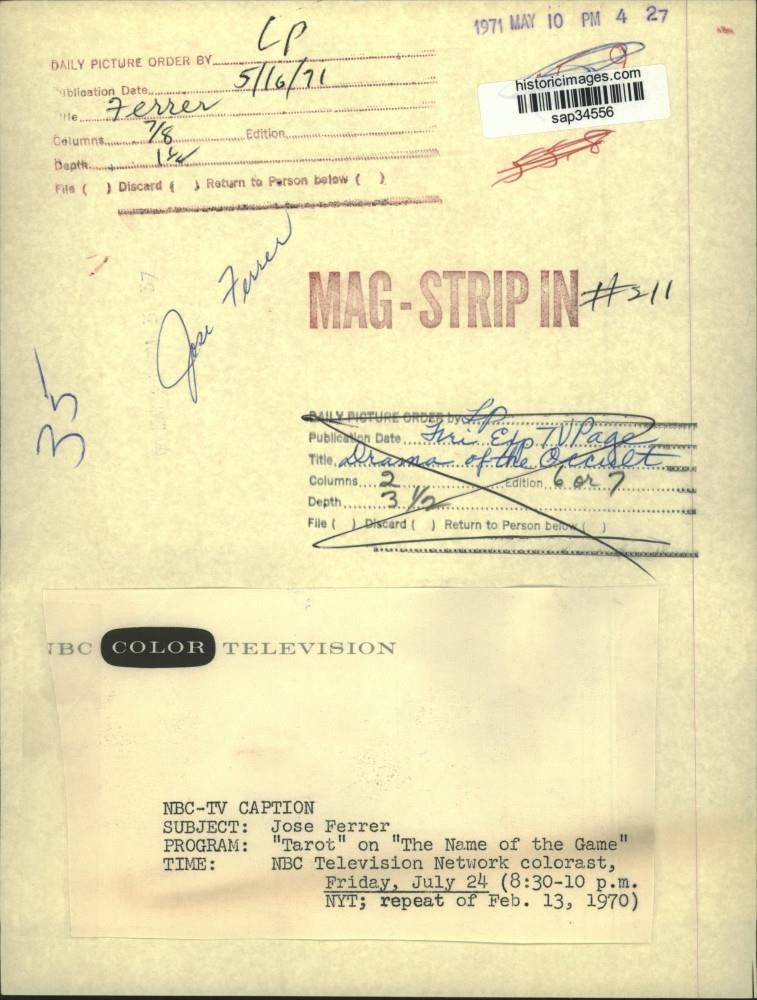 1971 MAY 10 PM 4 27
DAILY PICTURE ORDER BY LP
Publication Date 5/16/71
Title Ferrer
Columns 7/8 Edition
Depth 1 1/4
File ( ) Discard ( ) Return to Person below ( )
historicimages.com
sap34556
Jose Ferrer
MAG-STRIP IN #211
35
DAILY PICTURE ORDER by LP
Publication Date Fri Eip TV Page
Title Drama of the Occult
Columns 2 Edition 6 or 7
Depth 3 1/2
File ( ) Discard ( ) Return to Person below ( )
NBC COLOR TELEVISION
NBC-TV CAPTION
SUBJECT: Jose Ferrer
PROGRAM: "Tarot" on "The Name of the Game"
TIME: NBC Television Network colorast,
Friday, July 24 (8:30-10 p.m.
NYT; repeat of Feb. 13, 1970)